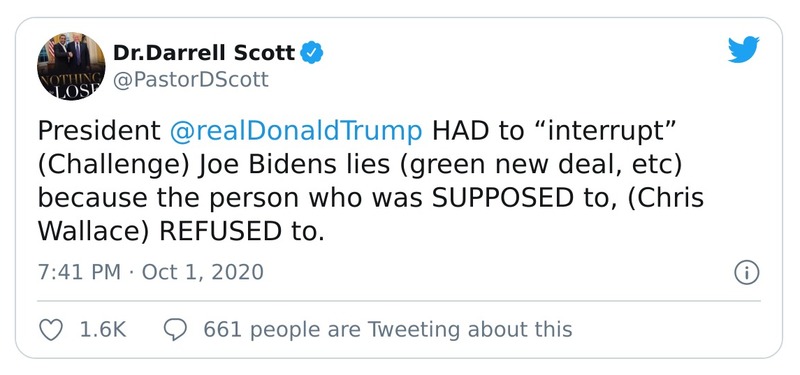 Dr.Darrell Scott
@PastorDScott
NOTHING
LOSE
President @realDonaldTrump HAD to “interrupt”
(Challenge) Joe Bidens lies (green new deal, etc)
because the person who was SUPPOSED to, (Chris
Wallace) REFUSED to.
7:41 PM · Oct 1, 2020
1.6K 661 people are Tweeting about this